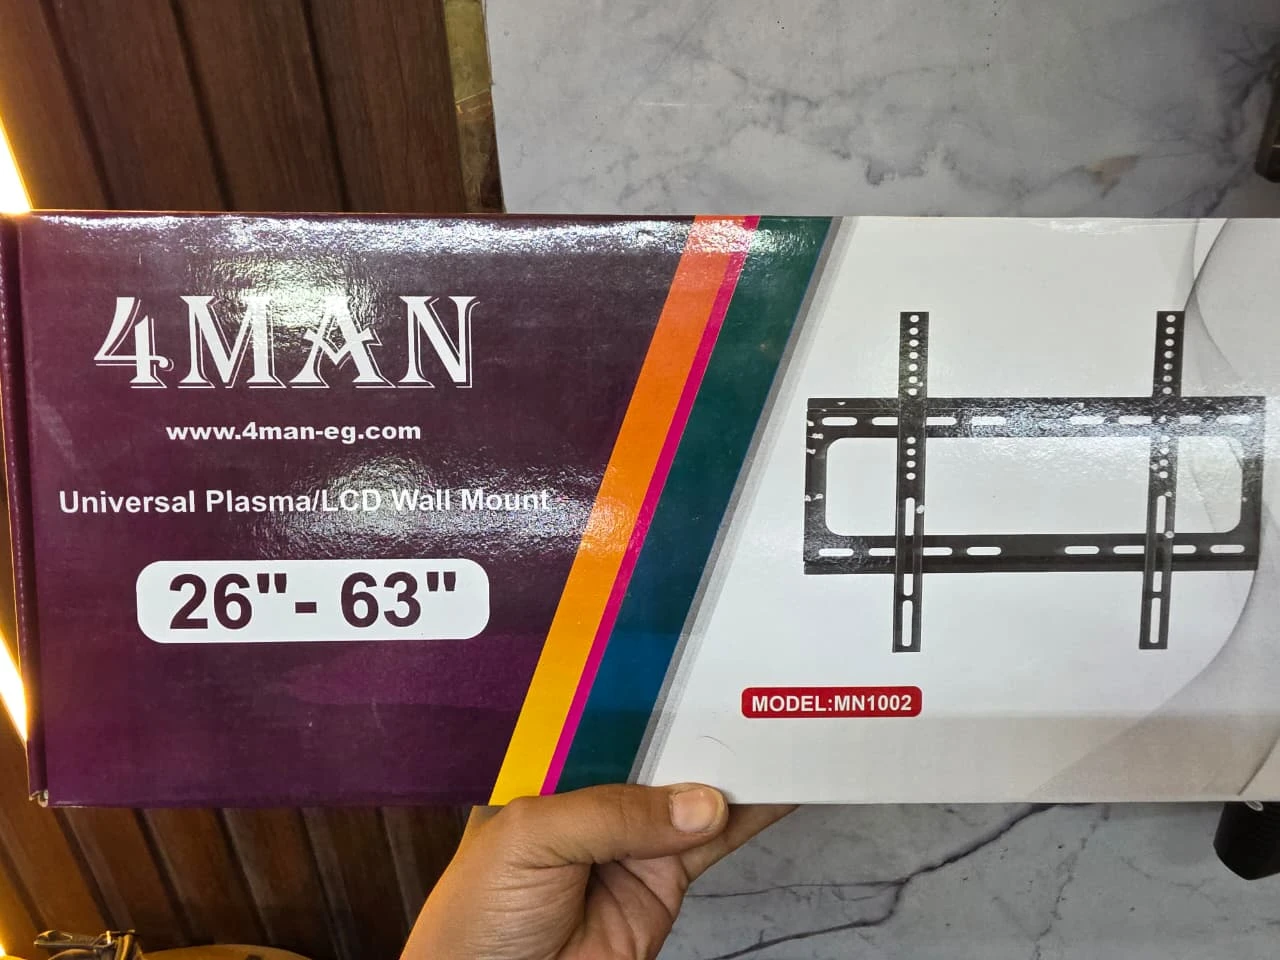 4MAN
www.4man-eg.com
Universal Plasma/LCD Wall Mount
26"- 63"
MODEL:MN1002